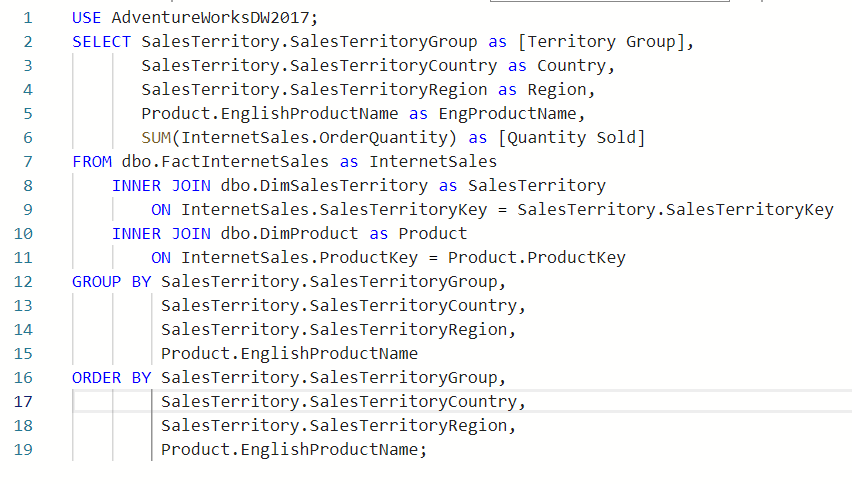 1 USE AdventureWorksDW2017;
2 SELECT SalesTerritory.SalesTerritoryGroup as [Territory Group],
3 SalesTerritory.SalesTerritoryCountry as Country,
4 SalesTerritory.SalesTerritoryRegion as Region,
5 Product.EnglishProductName as EngProductName,
6 SUM(InternetSales.OrderQuantity) as [Quantity Sold]
7 FROM dbo.FactInternetSales as InternetSales
8 INNER JOIN dbo.DimSalesTerritory as SalesTerritory
9 ON InternetSales.SalesTerritoryKey = SalesTerritory.SalesTerritoryKey
10 INNER JOIN dbo.DimProduct as Product
11 ON InternetSales.ProductKey = Product.ProductKey
12 GROUP BY SalesTerritory.SalesTerritoryGroup,
13 SalesTerritory.SalesTerritoryCountry,
14 SalesTerritory.SalesTerritoryRegion,
15 Product.EnglishProductName
16 ORDER BY SalesTerritory.SalesTerritoryGroup,
17 SalesTerritory.SalesTerritoryCountry,
18 SalesTerritory.SalesTerritoryRegion,
19 Product.EnglishProductName;